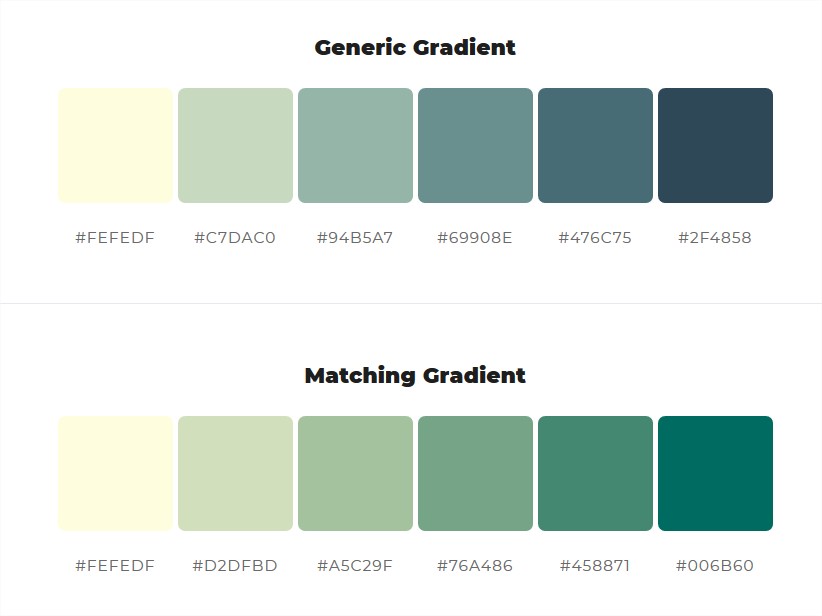 Generic Gradient
#FEFEDF #C7DAC0 #94B5A7 #69908E #476C75 #2F4858
Matching Gradient
#FEFEDF #D2DFBD #A5C29F #76A486 #458871 #006B60